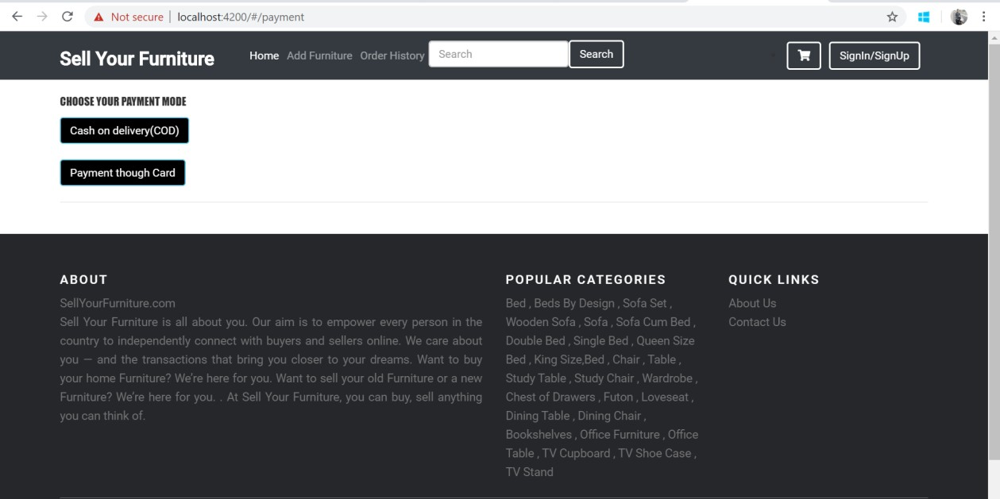 Not secure | localhost:4200/#/payment
Sell Your Furniture Home Add Furniture Order History Search Search SignIn/SignUp
CHOOSE YOUR PAYMENT MODE
Cash on delivery(COD)
Payment though Card
ABOUT
SellYourFurniture.com
Sell Your Furniture is all about you. Our aim is to empower every person in the
country to independently connect with buyers and sellers online. We care about
you — and the transactions that bring you closer to your dreams. Want to buy
your home Furniture? We're here for you. Want to sell your old Furniture or a new
Furniture? We're here for you. . At Sell Your Furniture, you can buy, sell anything
you can think of.
POPULAR CATEGORIES
Bed , Beds By Design , Sofa Set ,
Wooden Sofa , Sofa , Sofa Cum Bed ,
Double Bed , Single Bed , Queen Size
Bed , King Size,Bed , Chair , Table ,
Study Table , Study Chair , Wardrobe ,
Chest of Drawers , Futon , Loveseat ,
Dining Table , Dining Chair ,
Bookshelves , Office Furniture , Office
Table , TV Cupboard , TV Shoe Case ,
TV Stand
QUICK LINKS
About Us
Contact Us